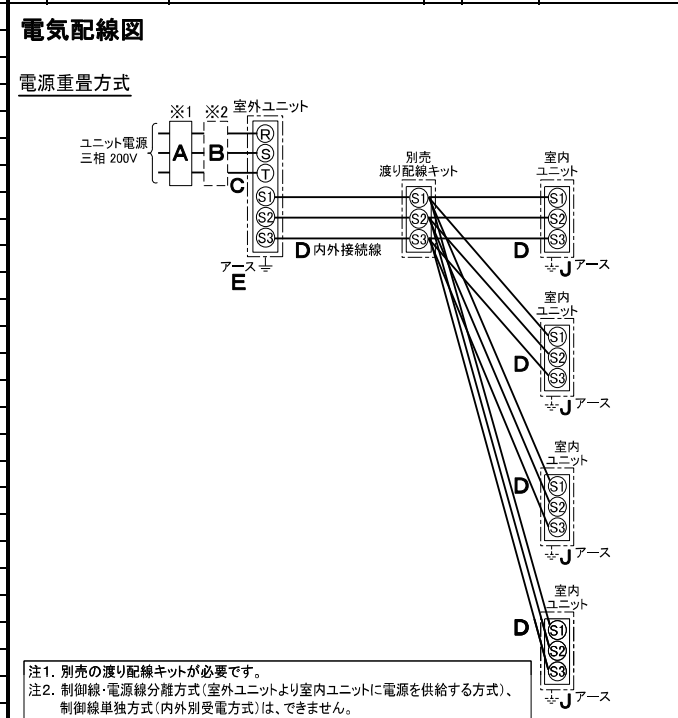 電気配線図
電源重畳方式
※1 ※2 室外ユニット
ユニット電源
三相 200V
A
B
C
R
S
T
S1
S2
S3
D 内外接続線
アース
E
別売
渡り配線キット
S1
S2
S3
室内
ユニット
S1
S2
S3
D
J アース
室内
ユニット
S1
S2
S3
D
J アース
室内
ユニット
S1
S2
S3
D
J アース
室内
ユニット
S1
S2
S3
D
J アース
注1. 別売の渡り配線キットが必要です。
注2. 制御線・電源線分離方式（室外ユニットより室内ユニットに電源を供給する方式）、
制御線単独方式（内外別受電方式）は、できません。